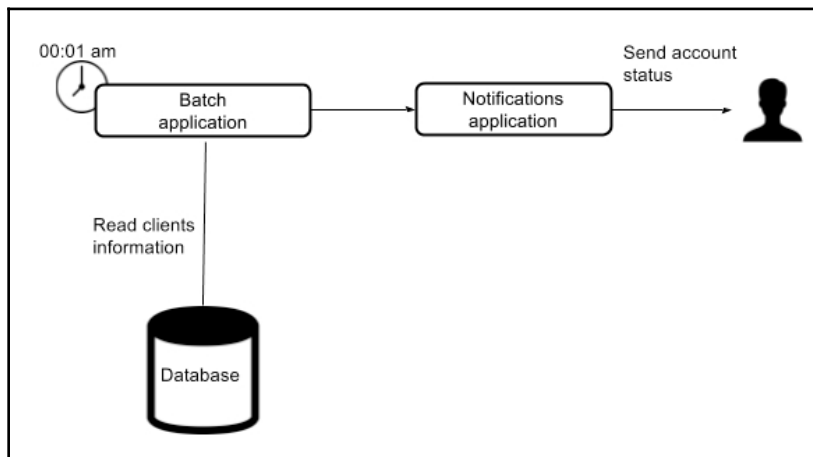 00:01 am
Batch
application
Notifications
application
Send account
status
Read clients
information
Database